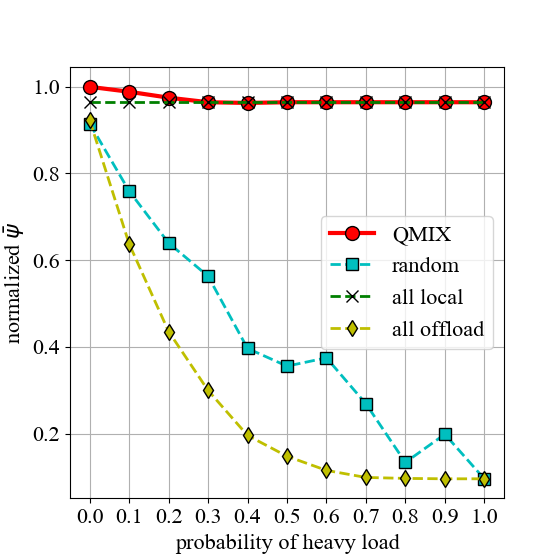 1.0
0.8
0.6
0.4
0.2
normalized ψ̄
QMIX
random
all local
all offload
0.0 0.1 0.2 0.3 0.4 0.5 0.6 0.7 0.8 0.9 1.0
probability of heavy load